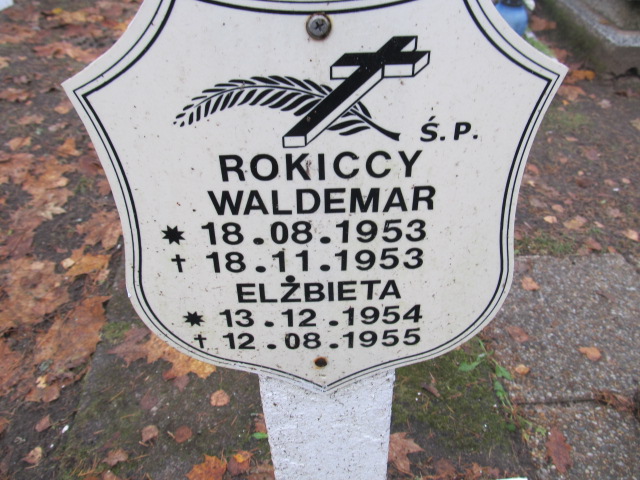 Ś.P.
ROKICCY
WALDEMAR
* 18.08.1953
† 18.11.1953
ELŻBIETA
* 13.12.1954
† 12.08.1955